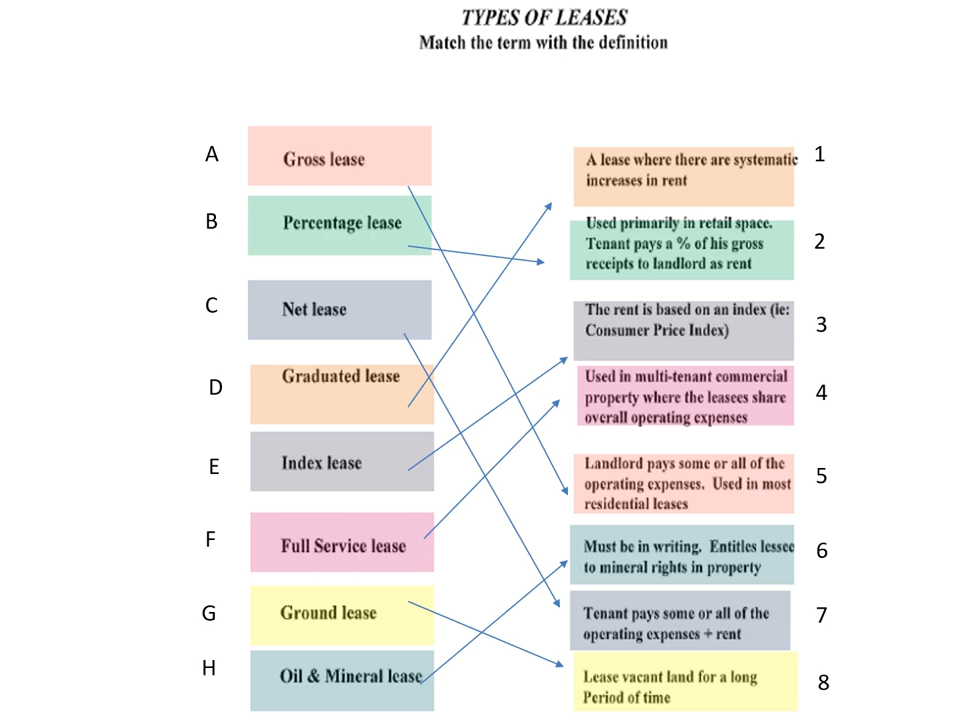 TYPES OF LEASES
Match the term with the definition
A
Gross lease
B
Percentage lease
C
Net lease
D
Graduated lease
E
Index lease
F
Full Service lease
G
Ground lease
H
Oil & Mineral lease
A lease where there are systematic
increases in rent
1
Used primarily in retail space.
Tenant pays a % of his gross
receipts to landlord as rent
2
The rent is based on an index (ie:
Consumer Price Index)
3
Used in multi-tenant commercial
property where the leasees share
overall operating expenses
4
Landlord pays some or all of the
operating expenses. Used in most
residential leases
5
Must be in writing. Entitles lessee
to mineral rights in property
6
Tenant pays some or all of the
operating expenses + rent
7
Lease vacant land for a long
Period of time
8